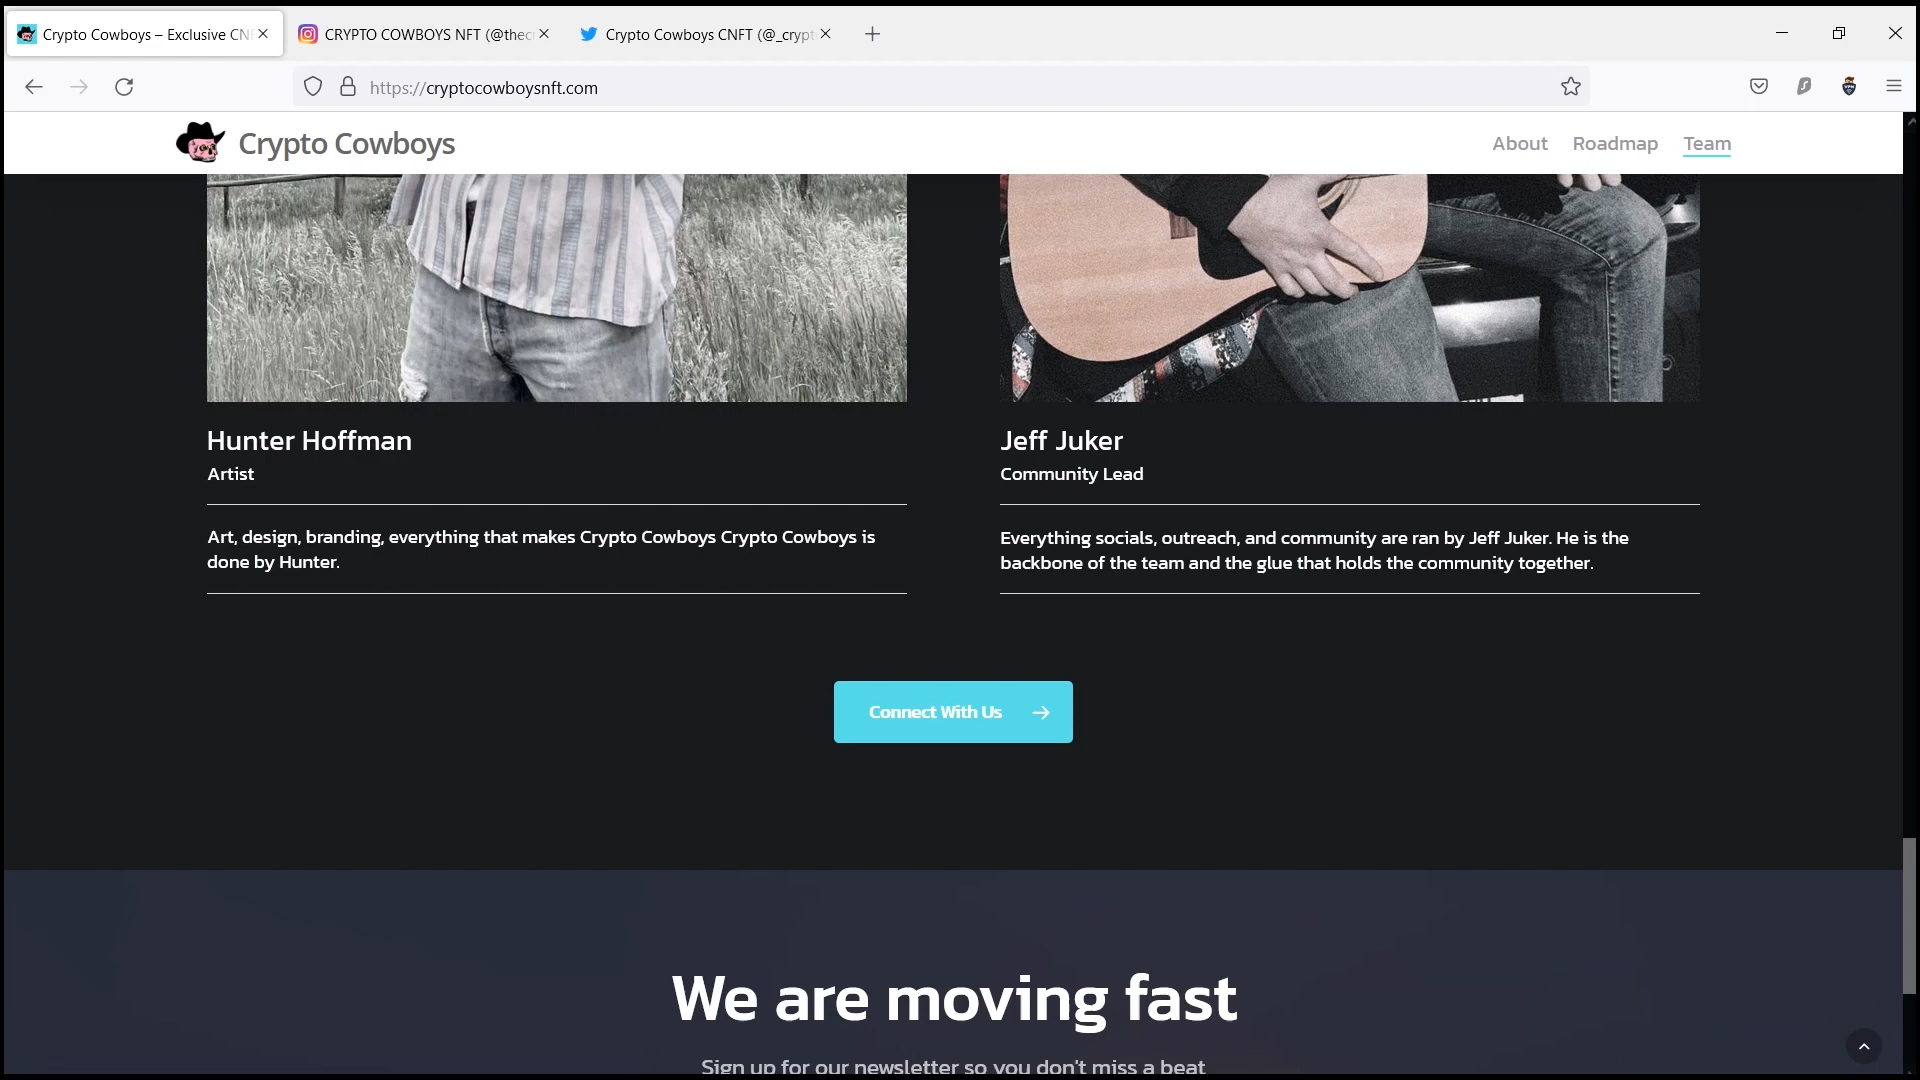 Crypto Cowboys – Exclusive CN
CRYPTO COWBOYS NFT (@thec
Crypto Cowboys CNFT (@_crypt
https://cryptocowboysnft.com
Crypto Cowboys
About
Roadmap
Team
Hunter Hoffman
Artist
Art, design, branding, everything that makes Crypto Cowboys Crypto Cowboys is
done by Hunter.
Jeff Juker
Community Lead
Everything socials, outreach, and community are ran by Jeff Juker. He is the
backbone of the team and the glue that holds the community together.
Connect With Us
We are moving fast
Sign up for our newsletter so you don't miss a beat